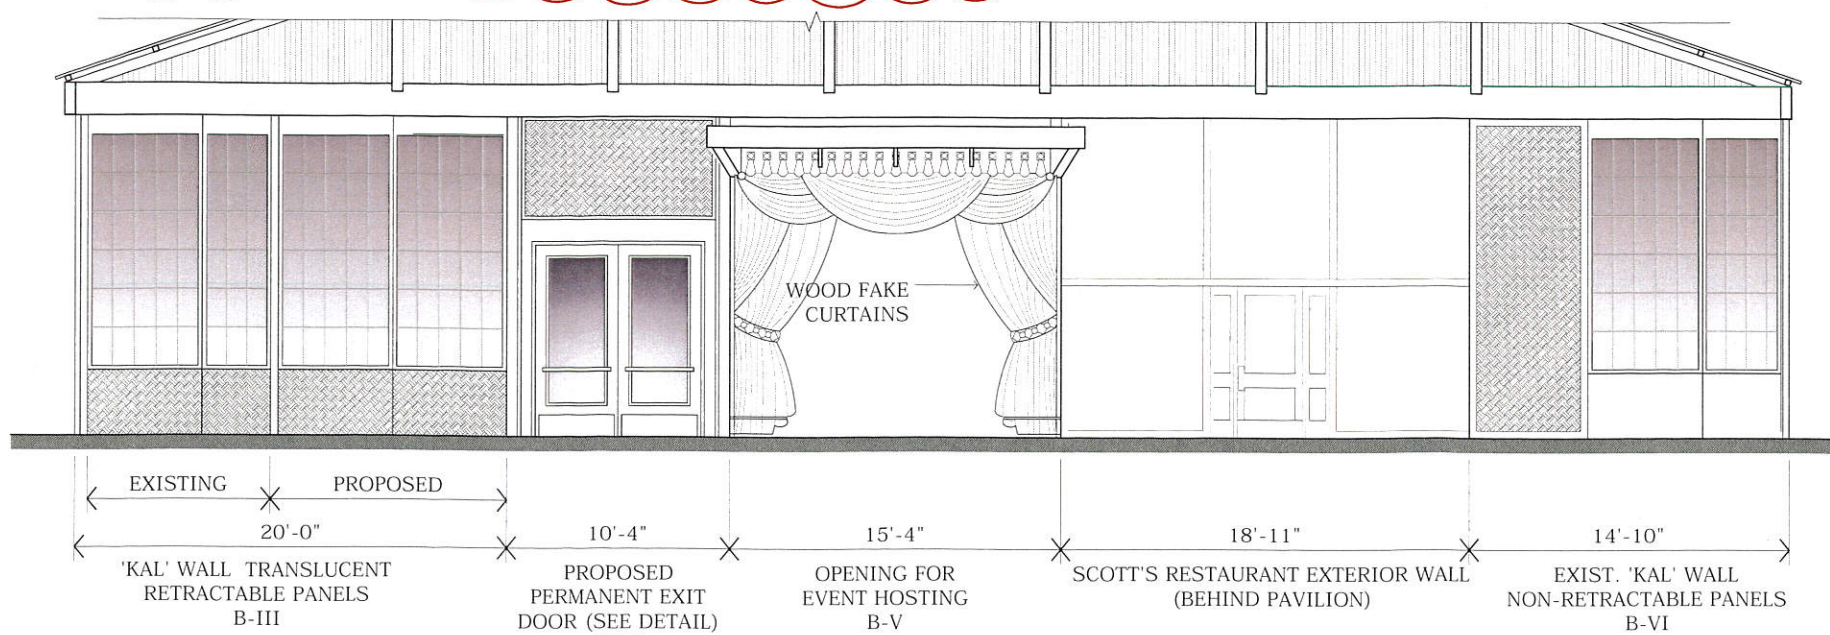 WOOD FAKE
CURTAINS
EXISTING
PROPOSED
20'-0"
10'-4"
15'-4"
18'-11"
14'-10"
'KAL' WALL TRANSLUCENT
RETRACTABLE PANELS
B-III
PROPOSED
PERMANENT EXIT
DOOR (SEE DETAIL)
OPENING FOR
EVENT HOSTING
B-V
SCOTT'S RESTAURANT EXTERIOR WALL
(BEHIND PAVILION)
EXIST. 'KAL' WALL
NON-RETRACTABLE PANELS
B-VI